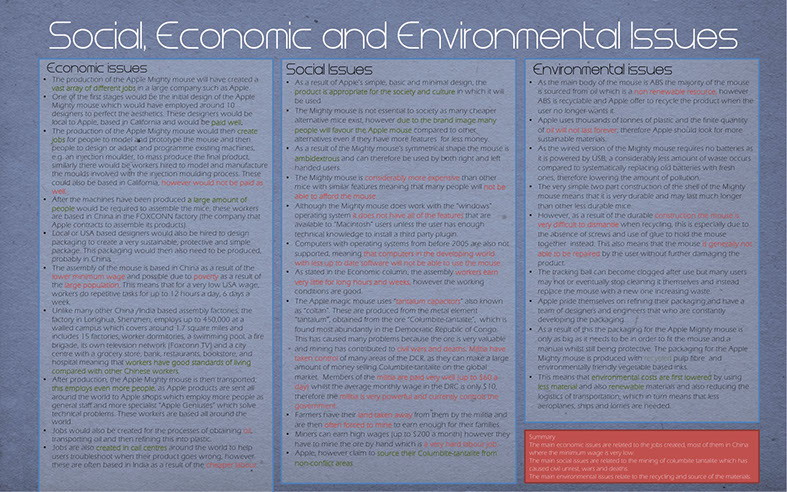 Social, Economic and Environmental Issues
Economic issues
• The production of the Apple Mighty mouse will have created a
vast array of different jobs in a large company such as Apple.
• One of the first stages would be the initial design of the Apple
Mighty mouse which would have employed around 10
designers to perfect the aesthetics. These designers would be
local to Apple, based in California and would be paid well.
• The production of the Apple Mighty mouse would then create
jobs for people to model and prototype the mouse and then
people to design or adapt and programme existing machines,
e.g. an injection moulder, to mass produce the final product,
similarly there would be workers hired to model and manufacture
the moulds involved with the injection moulding process. These
could also be based in California, however would not be paid as
well.
• After the machines have been produced a large amount of
people would be required to assemble the mice; these workers
are based in China in the FOXCONN factory (the company that
Apple contracts to assemble its products)
• Local or USA based designers would also be hired to design
packaging to create a very sustainable, protective and simple
package. This packaging would then also need to be produced,
probably in China.
• The assembly of the mouse is based in China as a result of the
lower minimum wage and possible due to poverty as a result of
the large population. This means that for a very low USA wage,
workers do repetitive tasks for up to 12 hours a day, 6 days a
week.
• Unlike many other China /India based assembly factories, the
factory in Longhua, Shenzhen, employs up to 450,000 at a
walled campus which covers around 1.7 square miles and
includes 15 factories, worker dormitories, a swimming pool, a fire
brigade, its own television network (Foxconn TV) and a city
centre with a grocery store, bank, restaurants, bookstore, and
hospital meaning that workers have good standards of living
compared with other Chinese workers.
• After production, the Apple Mighty mouse is then transported;
this employs even more people, as Apple products are sent all
around the world to Apple shops which employ more people as
general staff and more specialist "Apple Geniuses" which solve
technical problems. These workers are based all around the
world.
• Jobs would also be created for the processes of obtaining oil,
transporting oil and then refining this into plastic.
• Jobs are also created in call centres around the world to help
users troubleshoot when their product goes wrong, however,
these are often based in India as a result of the cheaper labour.
Social Issues
• As a result of Apple's simple, basic and minimal design, the
product is appropriate for the society and culture in which it will
be used.
• The Mighty mouse is not essential to society as many cheaper
alternative mice exist, however due to the brand image many
people will favour the Apple mouse compared to other,
alternatives even if they have more features for less money.
• As a result of the Mighty mouse's symmetrical shape the mouse is
ambidextrous and can therefore be used by both right and left
handed users.
• The Mighty mouse is considerably more expensive than other
mice with similar features meaning that many people will not be
able to afford the mouse.
• Although the Mighty mouse does work with the "windows"
operating system it does not have all of the features that are
available to "Macintosh" users unless the user has enough
technical knowledge to install a third party plugin.
• Computers with operating systems from before 2005 are also not
supported, meaning that computers in the developing world
with less up to date software will not be able to use the mouse.
• As stated in the Economic column, the assembly workers earn
very little for long hours and weeks, however the working
conditions are good.
• The Apple magic mouse uses "tantalum capacitors" also known
as "coltan". These are produced from the metal element
"tantalum", obtained from the ore "Columbite-tantalite", which is
found most abundantly in the Democratic Republic of Congo.
This has caused many problems because the ore is very valuable
and mining has contributed to civil wars and deaths. Militia have
taken control of many areas of the DRC as they can make a large
amount of money selling Columbite-tantalite on the global
market. Members of the militia are paid very well (up to $60 a
day) whilst the average monthly wage in the DRC is only $10,
therefore the militia is very powerful and currently control the
government.
• Farmers have their land taken away from them by the militia and
are then often forced to mine to earn enough for their families.
• Miners can earn high wages (up to $200 a month) however they
have to mine the ore by hand which is a very hard labour job.
• Apple, however claim to source their Columbite-tantalite from
non-conflict areas
Environmental issues
• As the main body of the mouse is ABS the majority of the mouse
is sourced from oil which is a non renewable resource, however
ABS is recyclable and Apple offer to recycle the product when the
user no longer wants it.
• Apple uses thousands of tonnes of plastic and the finite quantity
of oil will not last forever, therefore Apple should look for more
sustainable materials.
• As the wired version of the Mighty mouse requires no batteries as
it is powered by USB, a considerably less amount of waste occurs
compared to systematically replacing old batteries with fresh
ones, therefore lowering the amount of pollution.
• The very simple two part construction of the shell of the Mighty
mouse means that it is very durable and may last much longer
than other less durable mice.
• However, as a result of the durable construction the mouse is
very difficult to dismantle when recycling, this is especially due to
the absence of screws and use of glue to hold the mouse
together instead. This also means that the mouse is generally not
able to be repaired by the user without further damaging the
product.
• The tracking ball can become clogged after use but many users
may not or eventually stop cleaning it themselves and instead
replace the mouse with a new one increasing waste.
• Apple pride themselves on refining their packaging and have a
team of designers and engineers that who are constantly
developing the packaging.
• As a result of this the packaging for the Apple Mighty mouse is
only as big as it needs to be in order to fit the mouse and a
manual whilst still being protective. The packaging for the Apple
Mighty mouse is produced with recycled pulp fibre and
environmentally friendly vegetable based inks.
• This means that environmental costs are first lowered by using
less material and also renewable materials and also reducing the
logistics of transportation, which in turn means that less
aeroplanes, ships and lorries are needed.
Summary
The main economic issues are related to the jobs created, most of them in China
where the minimum wage is very low.
The main social issues are related to the mining of columbite tantalite which has
caused civil unrest, wars and deaths.
The main environmental issues relate to the recycling and source of the materials.